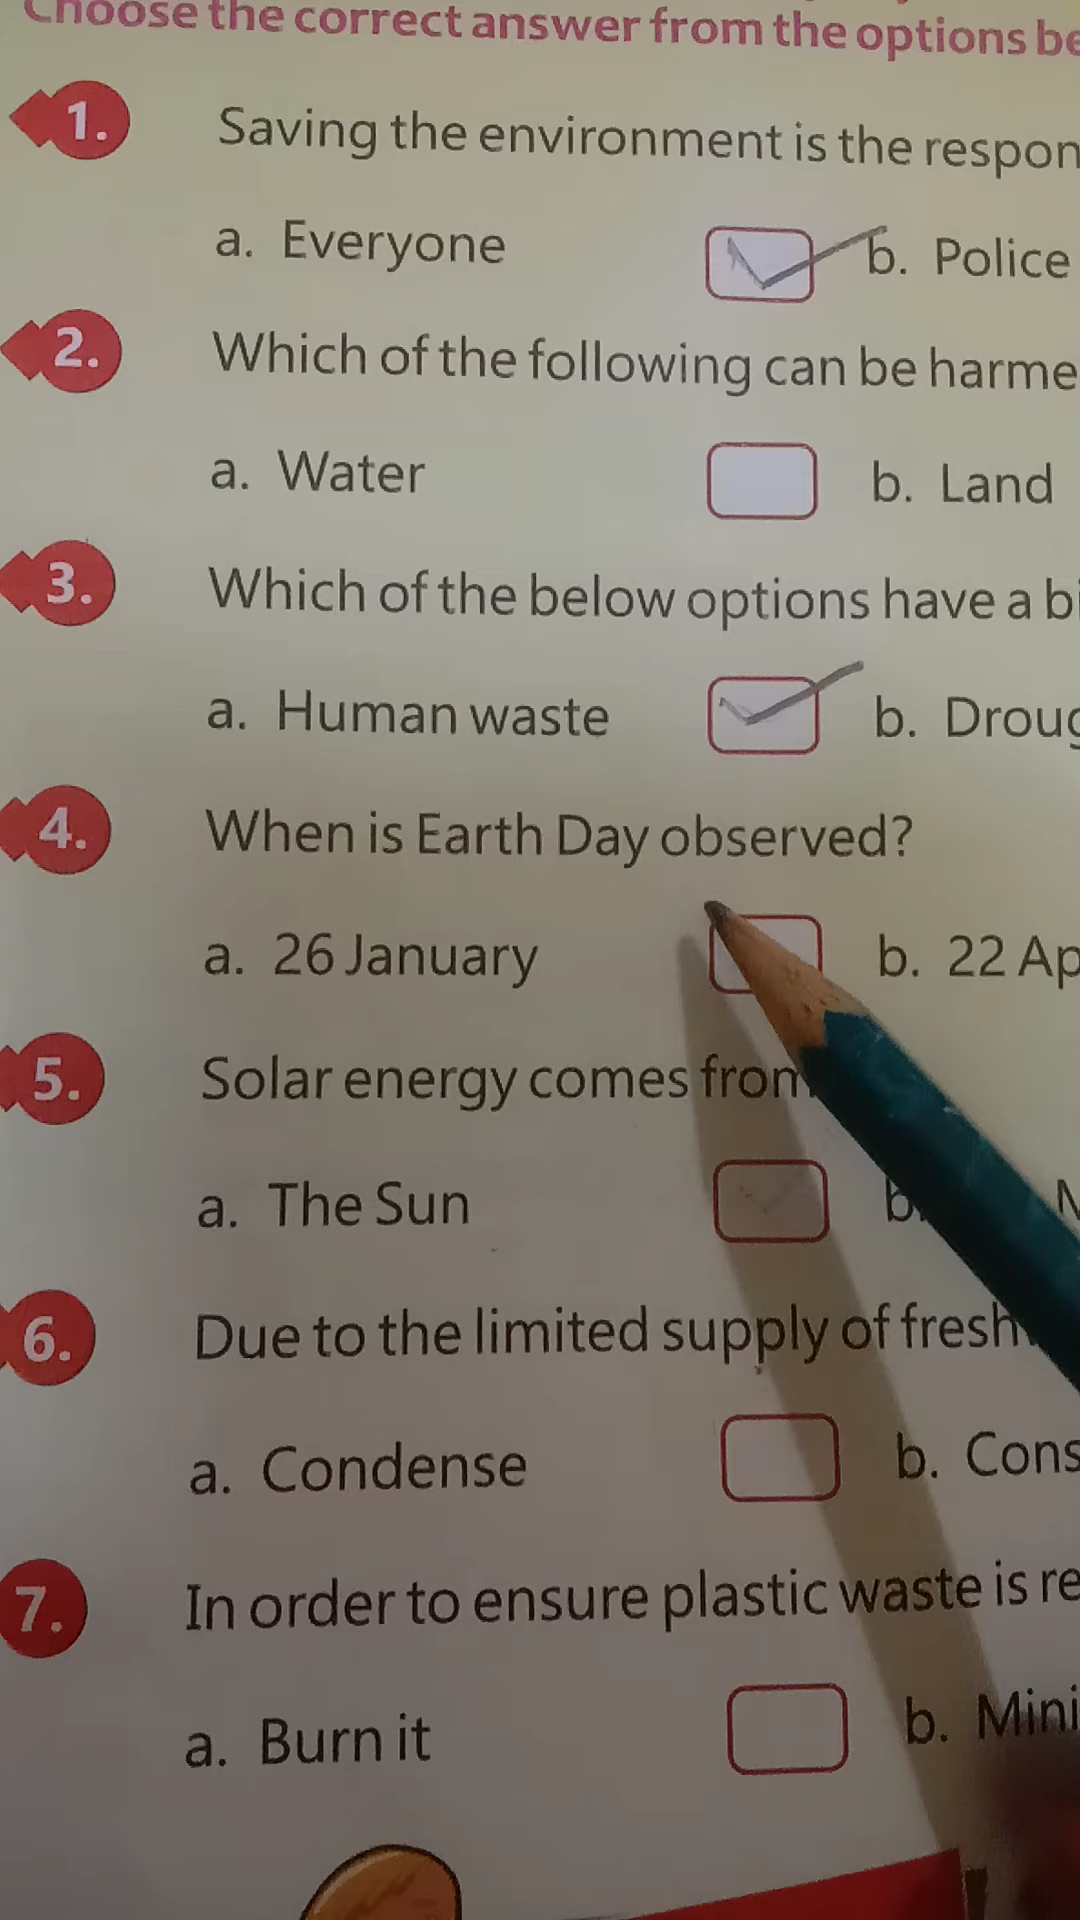 Choose the correct answer from the options be
1. Saving the environment is the respon
a. Everyone b. Police
2. Which of the following can be harme
a. Water b. Land
3. Which of the below options have a bi
a. Human waste b. Droug
4. When is Earth Day observed?
a. 26 January b. 22 Ap
5. Solar energy comes from
a. The Sun b.
6. Due to the limited supply of fresh
a. Condense b. Cons
7. In order to ensure plastic waste is re
a. Burn it b. Mini